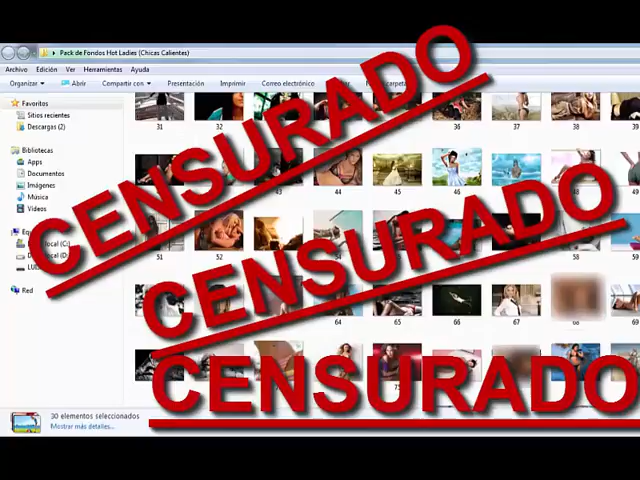 Pack de Fondos Hot Ladies (Chicas Calientes)
Archivo Edición Ver Herramientas Ayuda
Organizar Abrir Compartir con Presentación Imprimir Correo electrónico
Favoritos
Sitios recientes
Descargas (2)
Bibliotecas
Apps
Documentos
Imágenes
Música
Vídeos
Red
31 32 36 37 38 39
44 45 46 47 48 49
51 52
64 65 66 67 68 69
CENSURADO
CENSURADO
CENSURADO
30 elementos seleccionados
Mostrar más detalles...